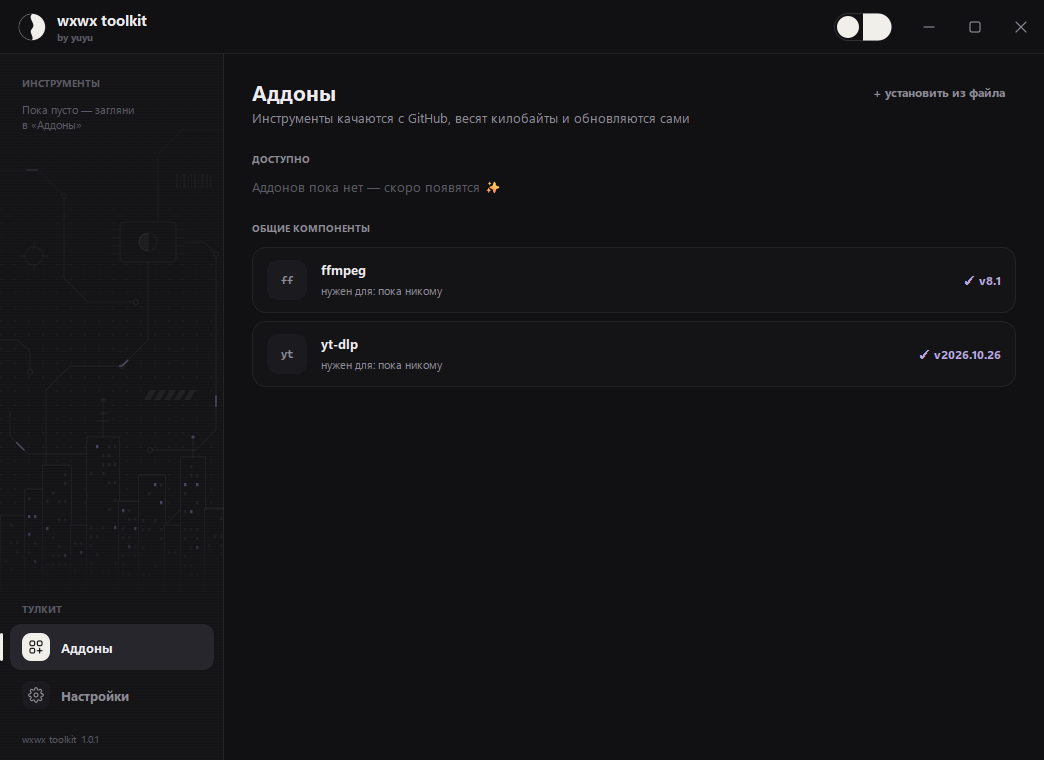 wxwx toolkit
by yuyu
ИНСТРУМЕНТЫ
Пока пусто — загляни
в «Аддоны»
Аддоны
+ установить из файла
Инструменты качаются с GitHub, весят килобайты и обновляются сами
ДОСТУПНО
Аддонов пока нет — скоро появятся ✨
ОБЩИЕ КОМПОНЕНТЫ
ff
ffmpeg
нужен для: пока никому
✓ v8.1
yt
yt-dlp
нужен для: пока никому
✓ v2026.10.26
ТУЛКИТ
Аддоны
Настройки
wxwx toolkit 1.0.1